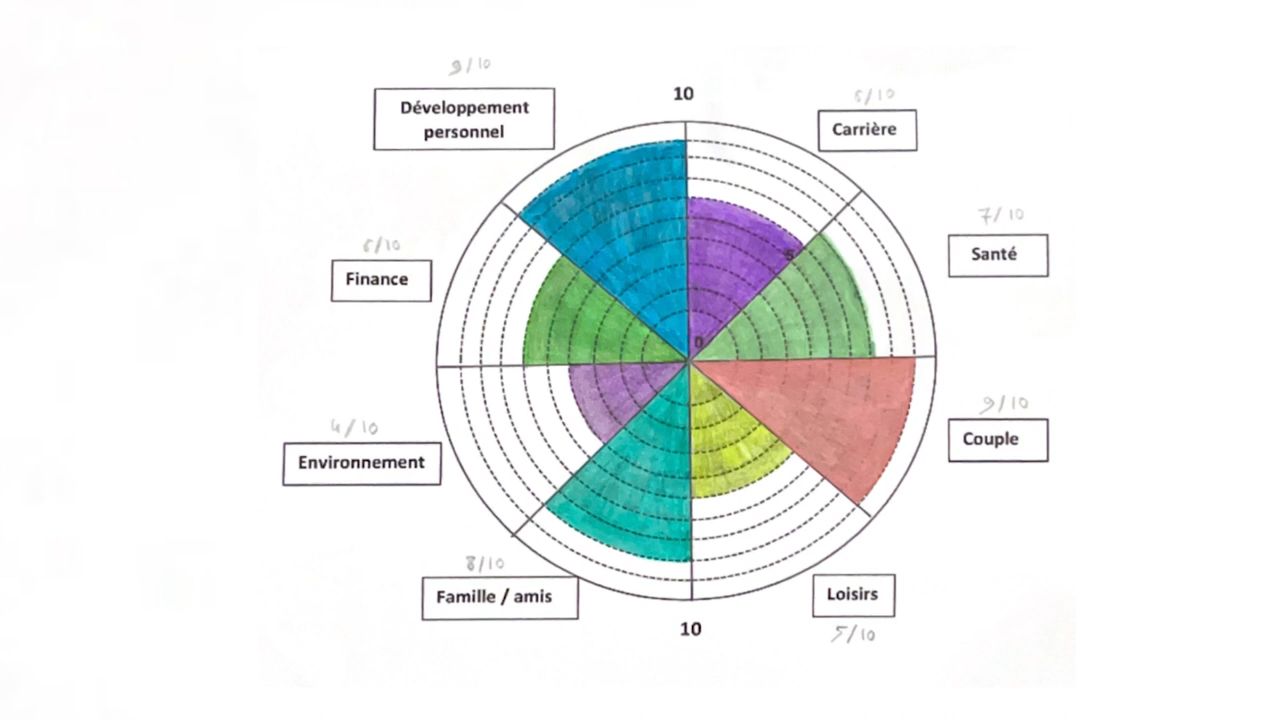 9/10
Développement
personnel
10
6/10
Carrière
7/10
Santé
6/10
Finance
5
0
9/10
Couple
4/10
Environnement
8/10
Famille / amis
Loisirs
5/10
10